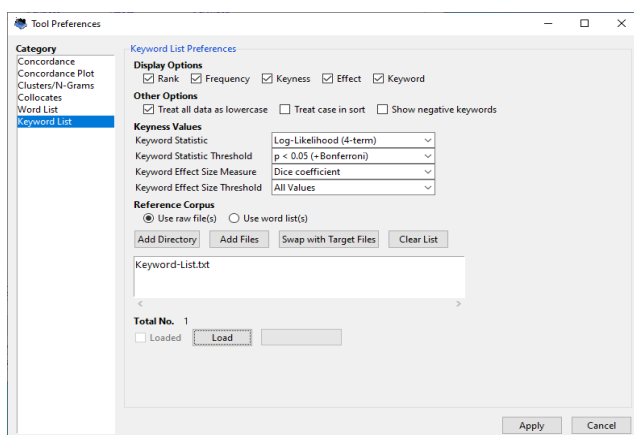 Tool Preferences
Category
Concordance
Concordance Plot
Clusters/N-Grams
Collocates
Word List
Keyword List
Keyword List Preferences
Display Options
Rank Frequency Keyness Effect Keyword
Other Options
Treat all data as lowercase Treat case in sort Show negative keywords
Keyness Values
Keyword Statistic Log-Likelihood (4-term)
Keyword Statistic Threshold p < 0.05 (+Bonferroni)
Keyword Effect Size Measure Dice coefficient
Keyword Effect Size Threshold All Values
Reference Corpus
Use raw file(s) Use word list(s)
Add Directory Add Files Swap with Target Files Clear List
Keyword-List.txt
Total No. 1
Loaded Load
Apply Cancel